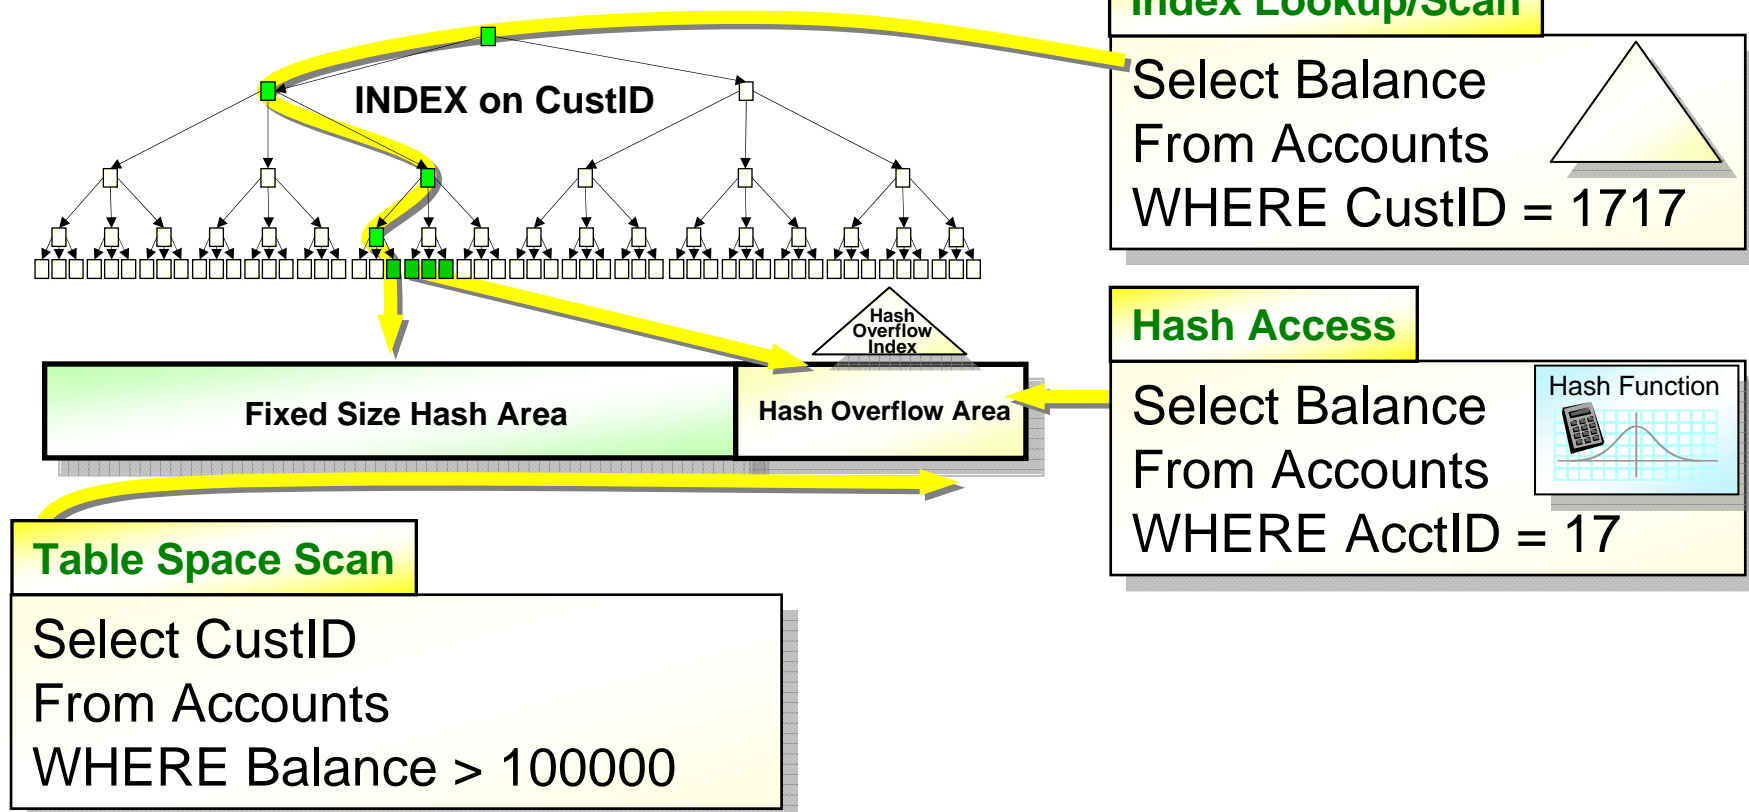 Index Lookup/Scan
Select Balance
From Accounts
WHERE CustID = 1717
INDEX on CustID
Hash
Overflow
Index
Fixed Size Hash Area
Hash Overflow Area
Hash Access
Select Balance
From Accounts
WHERE AcctID = 17
Hash Function
Table Space Scan
Select CustID
From Accounts
WHERE Balance > 100000